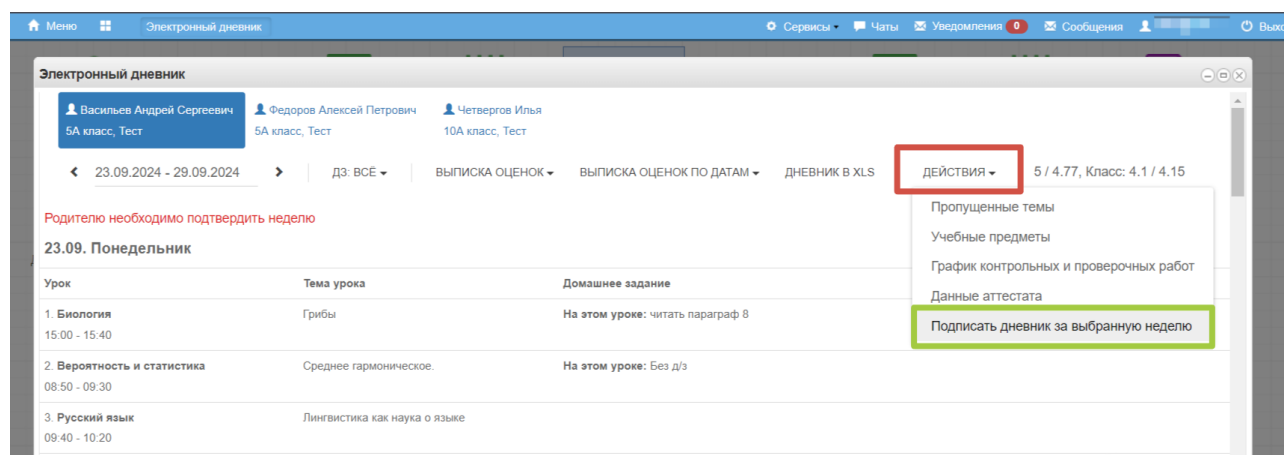 Меню Электронный дневник Сервисы Чаты Уведомления 0 Сообщения
Электронный дневник
Васильев Андрей Сергеевич Федоров Алексей Петрович Четвергов Илья
5А класс, Тест 5А класс, Тест 10А класс, Тест
23.09.2024 - 29.09.2024 ДЗ: ВСЁ ВЫПИСКА ОЦЕНОК ВЫПИСКА ОЦЕНОК ПО ДАТАМ ДНЕВНИК В XLS ДЕЙСТВИЯ 5 / 4.77, Класс: 4.1 / 4.15
Пропущенные темы
Родителю необходимо подтвердить неделю
Учебные предметы
23.09. Понедельник
График контрольных и проверочных работ
Урок Тема урока Домашнее задание
Данные аттестата
1. Биология Грибы На этом уроке: читать параграф 8
Подписать дневник за выбранную неделю
15:00 - 15:40
2. Вероятность и статистика Среднее гармоническое. На этом уроке: Без д/з
08:50 - 09:30
3. Русский язык Лингвистика как наука о языке
09:40 - 10:20